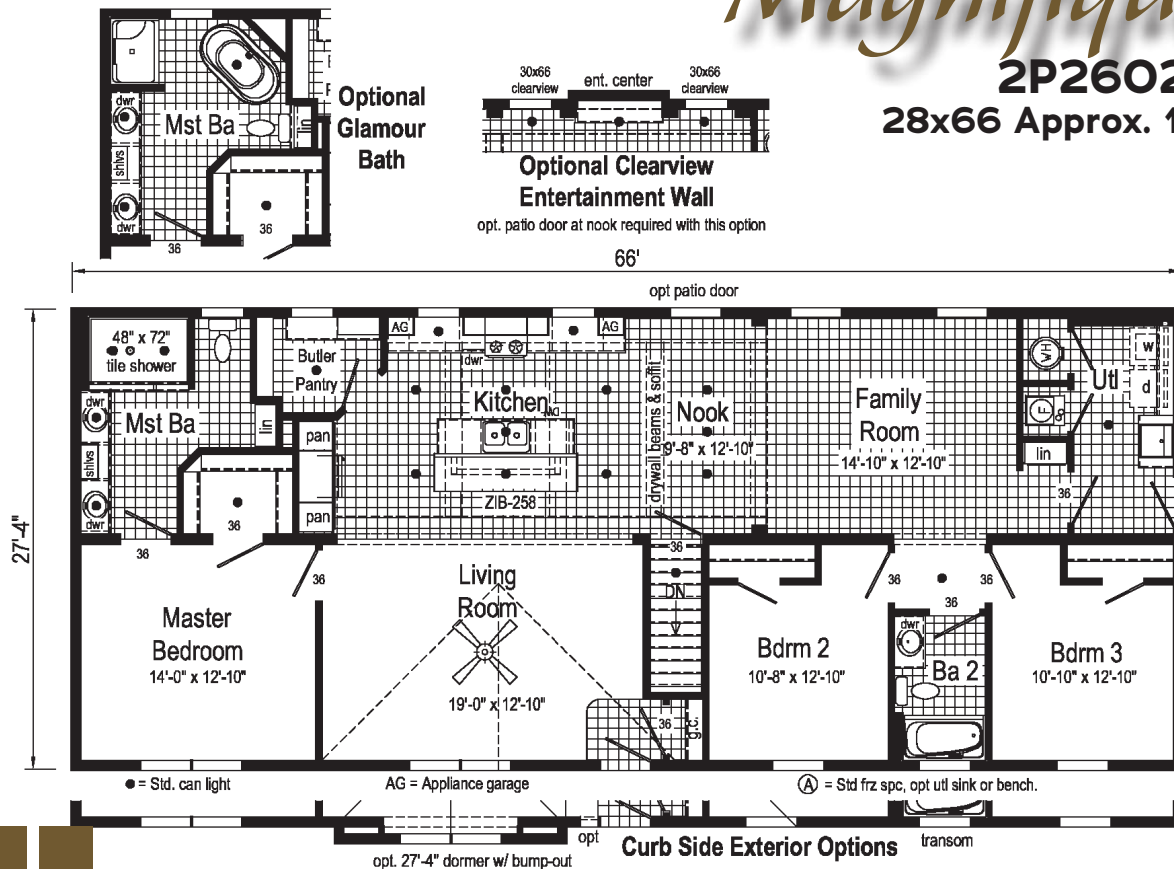 Magnifiqu
2P2602
28x66 Approx. 1
Mst Ba
dwr
shlvs
dwr
lin
36
36
Optional
Glamour
Bath
30x66
clearview
ent. center
30x66
clearview
Optional Clearview
Entertainment Wall
opt. patio door at nook required with this option
66'
opt patio door
27'-4"
48" x 72"
tile shower
Mst Ba
dwr
shlvs
dwr
lin
36
36
Butler
Pantry
pan
pan
AG
AG
dwr
Kitchen
DW
ZIB-258
drywall beams & soffit
Nook
9'-8" x 12'-10"
Family
Room
14'-10" x 12'-10"
WH
F
lin
Utl
w
d
36
Master
Bedroom
14'-0" x 12'-10"
36
Living
Room
19'-0" x 12'-10"
36
DN
36
g.c.
Bdrm 2
10'-8" x 12'-10"
36
36
36
dwr
Ba 2
Bdrm 3
10'-10" x 12'-10"
● = Std. can light
AG = Appliance garage
Ⓐ = Std frz spc, opt utl sink or bench.
opt
Curb Side Exterior Options
transom
opt. 27'-4" dormer w/ bump-out